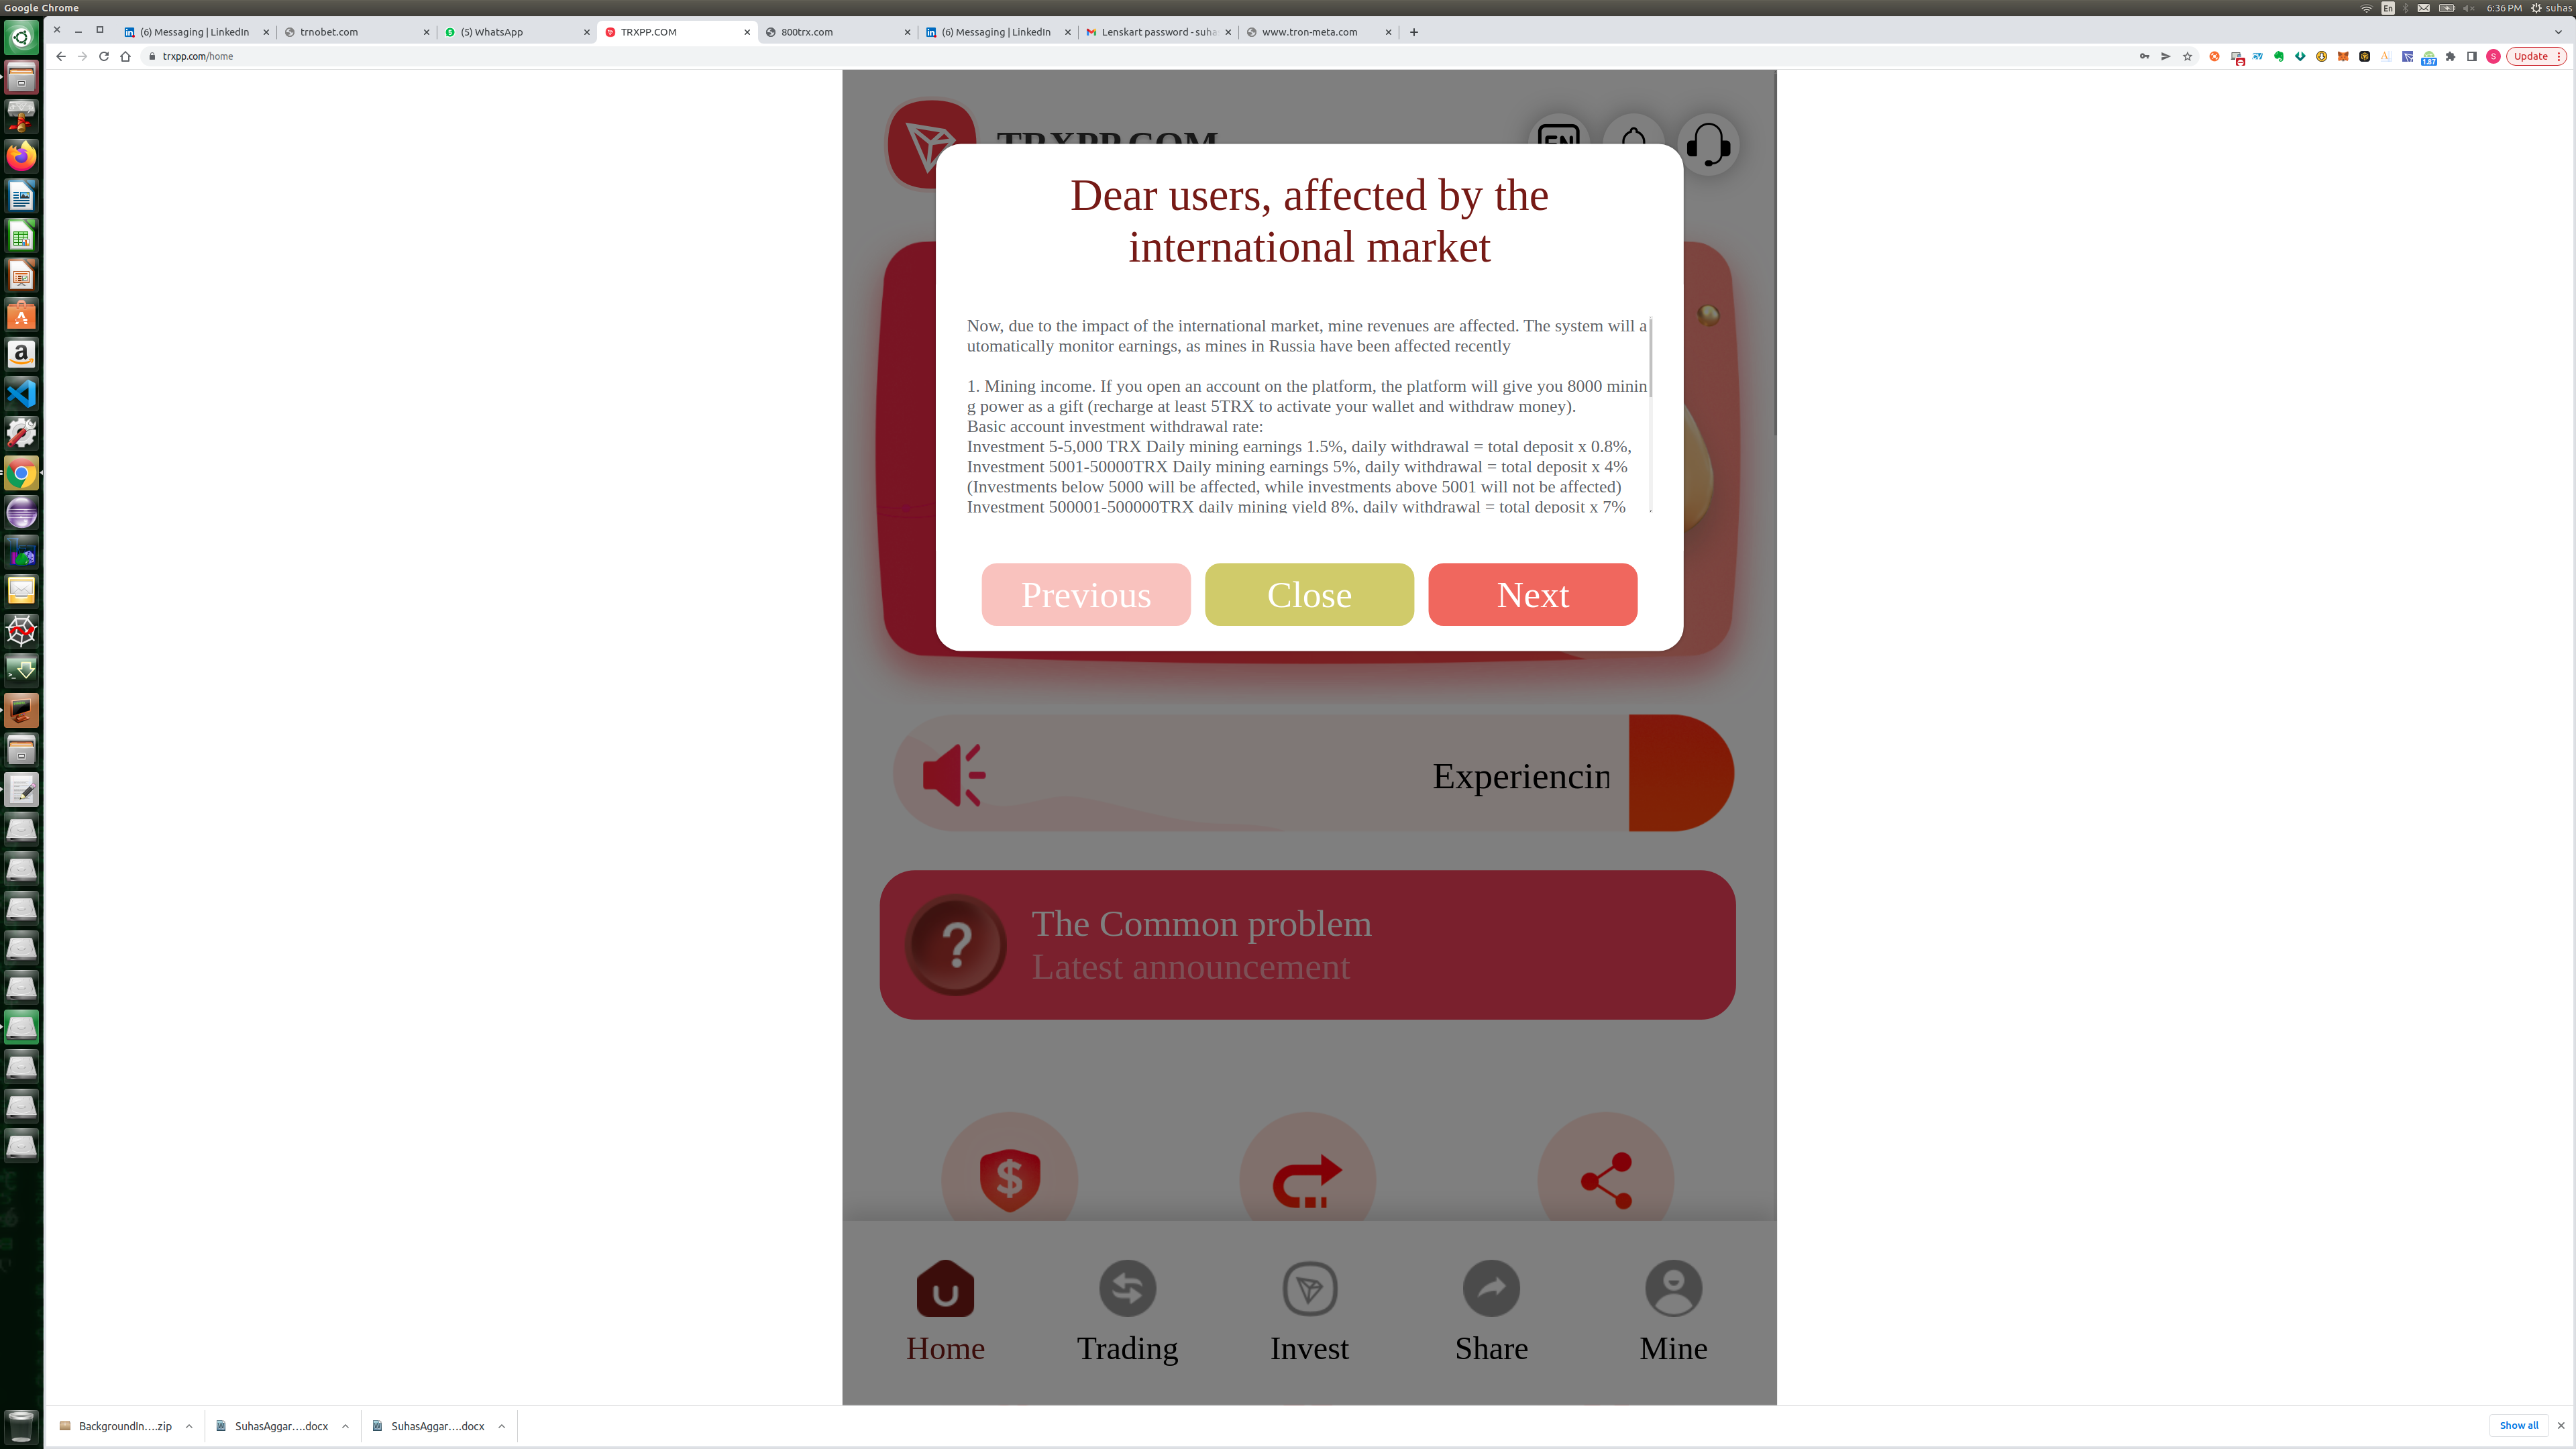 Google Chrome
En
6:36 PM
suhas
(6) Messaging | LinkedIn
trnobet.com
(5) WhatsApp
TRXPP.COM
800trx.com
(6) Messaging | LinkedIn
Lenskart password - suha
www.tron-meta.com
trxpp.com/home
1.87
S
Update
TRXPP.COM
EN
Dear users, affected by the
international market
Now, due to the impact of the international market, mine revenues are affected. The system will a
utomatically monitor earnings, as mines in Russia have been affected recently
1. Mining income. If you open an account on the platform, the platform will give you 8000 minin
g power as a gift (recharge at least 5TRX to activate your wallet and withdraw money).
Basic account investment withdrawal rate:
Investment 5-5,000 TRX Daily mining earnings 1.5%, daily withdrawal = total deposit x 0.8%,
Investment 5001-50000TRX Daily mining earnings 5%, daily withdrawal = total deposit x 4%
(Investments below 5000 will be affected, while investments above 5001 will not be affected)
Investment 500001-500000TRX daily mining yield 8%, daily withdrawal = total deposit x 7%
Previous
Close
Next
Experiencin
The Common problem
Latest announcement
Home
Trading
Invest
Share
Mine
BackgroundIn....zip
SuhasAggar....docx
SuhasAggar....docx
Show all